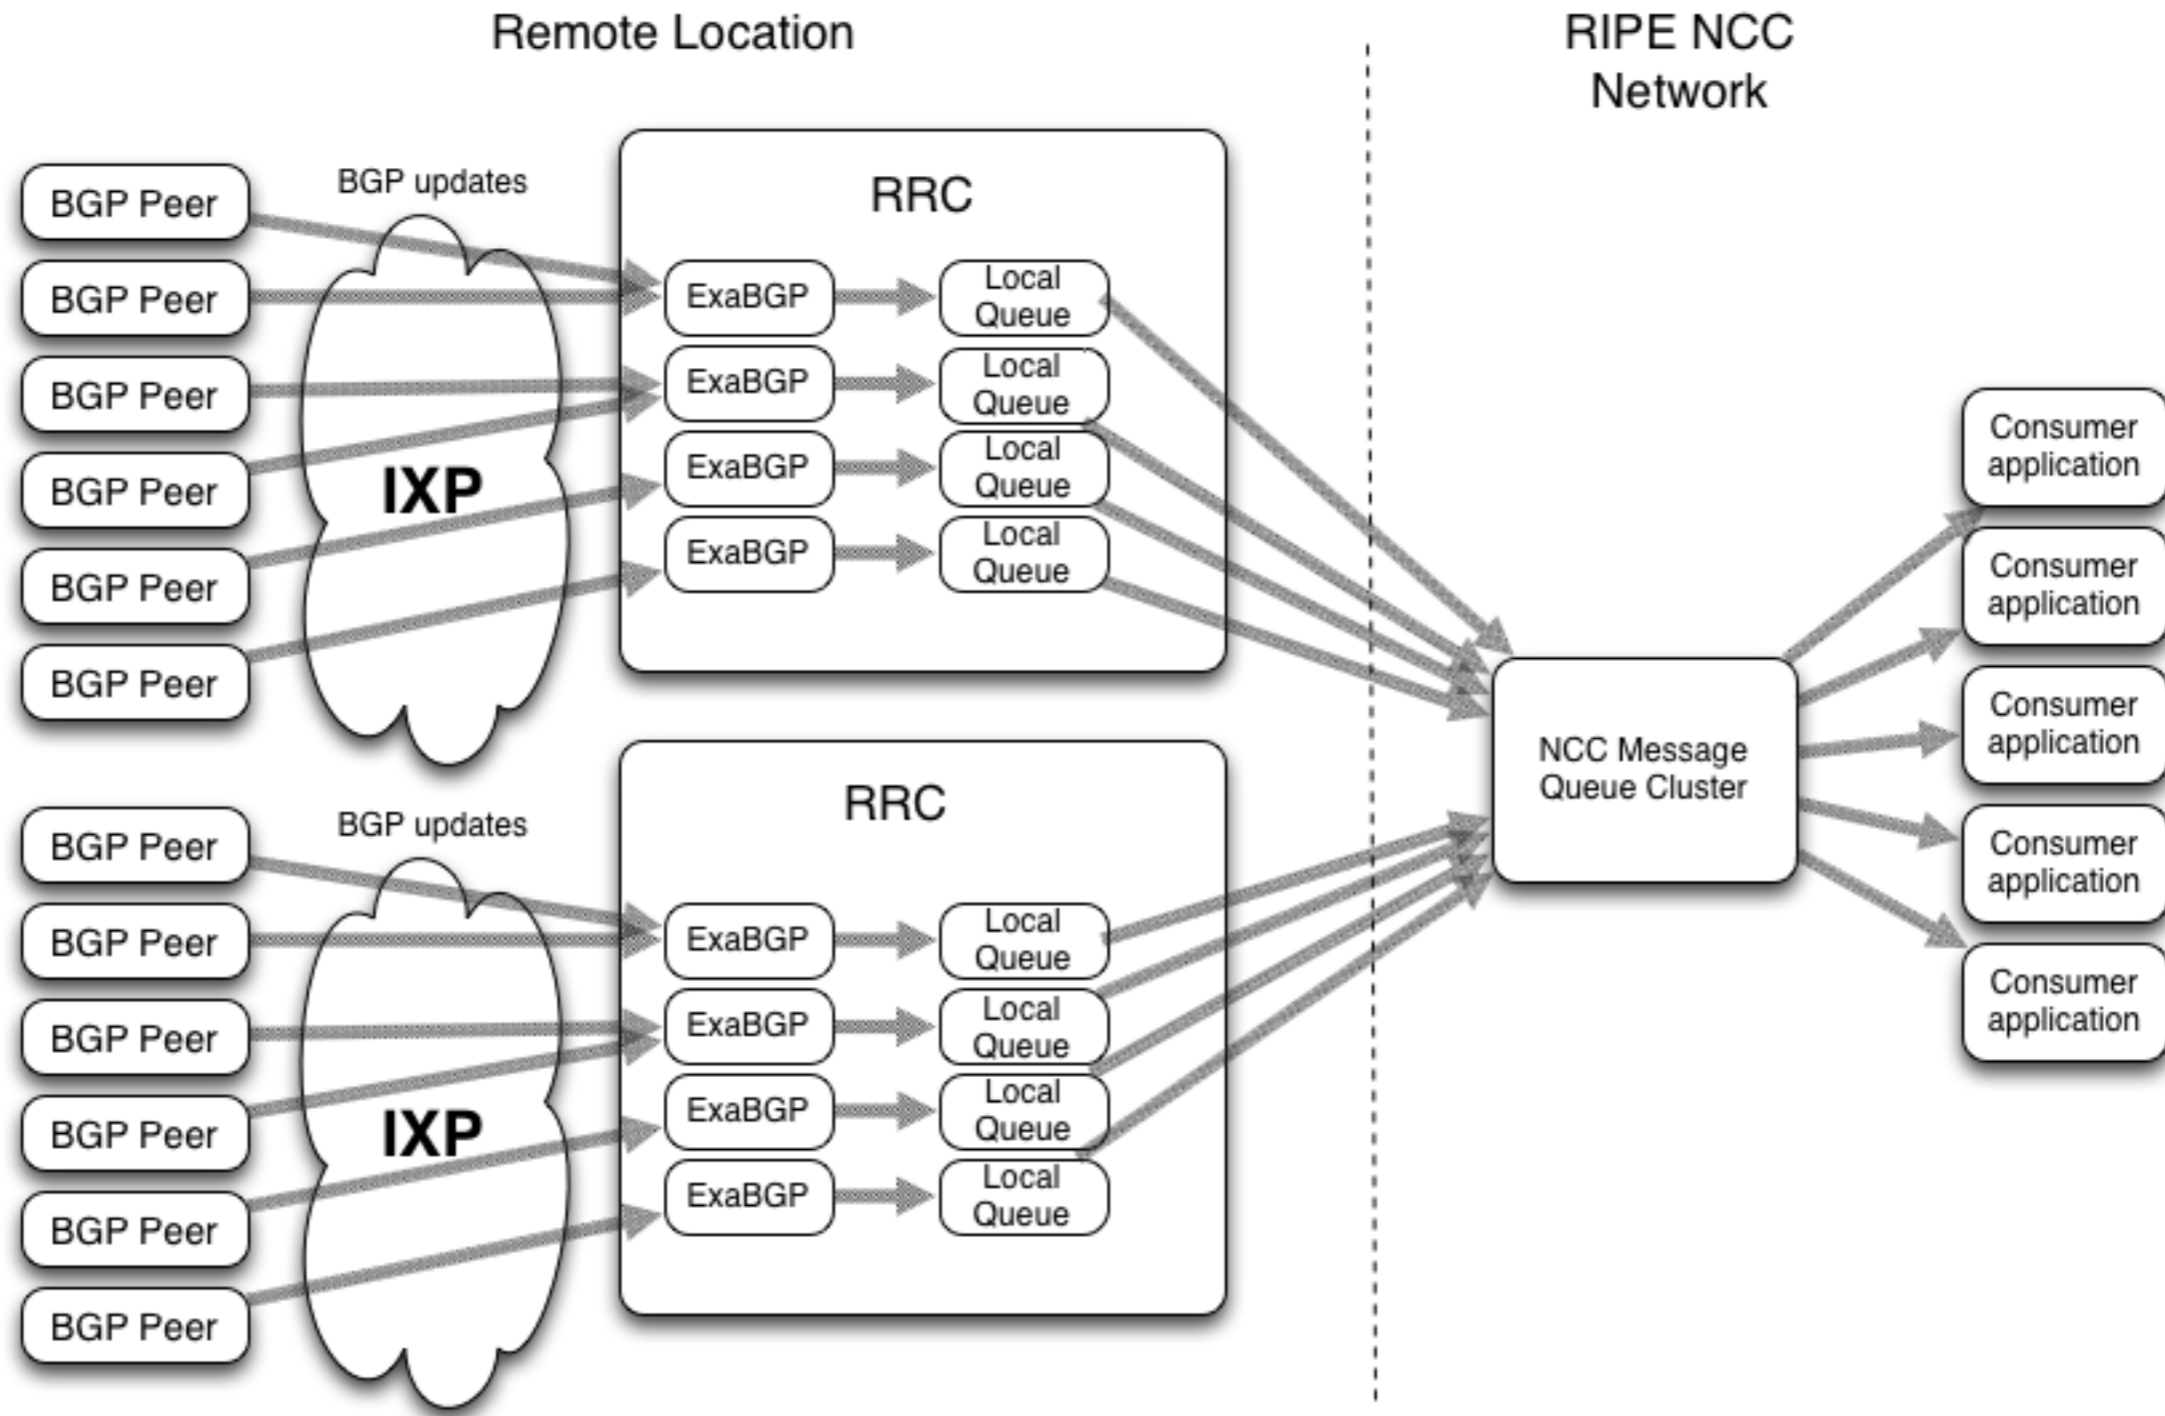 Remote Location
RIPE NCC
Network
BGP Peer
BGP Peer
BGP Peer
BGP Peer
BGP Peer
BGP Peer
BGP updates
IXP
RRC
ExaBGP
Local
Queue
ExaBGP
Local
Queue
ExaBGP
Local
Queue
ExaBGP
Local
Queue
BGP Peer
BGP Peer
BGP Peer
BGP Peer
BGP Peer
BGP Peer
BGP updates
IXP
RRC
ExaBGP
Local
Queue
ExaBGP
Local
Queue
ExaBGP
Local
Queue
ExaBGP
Local
Queue
NCC Message
Queue Cluster
Consumer
application
Consumer
application
Consumer
application
Consumer
application
Consumer
application